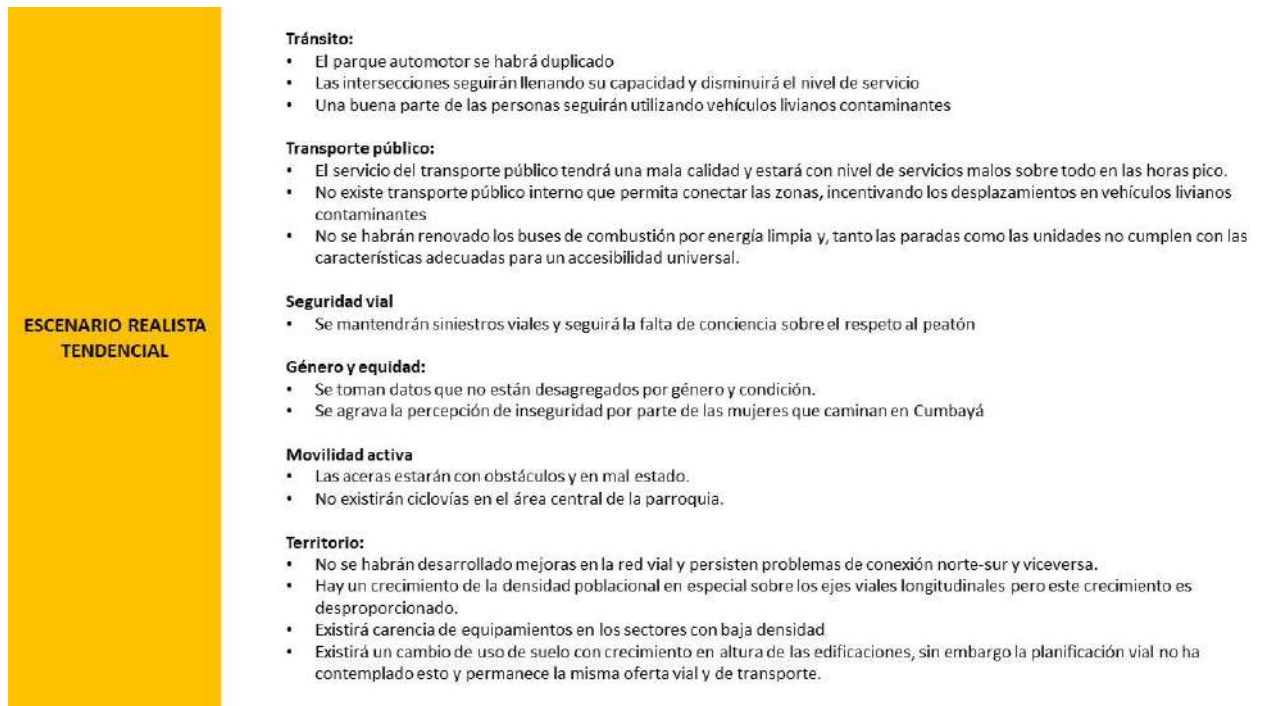 ESCENARIO REALISTA
TENDENCIAL
Tránsito:
• El parque automotor se habrá duplicado
• Las intersecciones seguirán llenando su capacidad y disminuirá el nivel de servicio
• Una buena parte de las personas seguirán utilizando vehículos livianos contaminantes
Transporte público:
• El servicio del transporte público tendrá una mala calidad y estará con nivel de servicios malos sobre todo en las horas pico.
• No existe transporte público interno que permita conectar las zonas, incentivando los desplazamientos en vehículos livianos
contaminantes
• No se habrán renovado los buses de combustión por energía limpia y, tanto las paradas como las unidades no cumplen con las
características adecuadas para un accesibilidad universal.
Seguridad vial
• Se mantendrán siniestros viales y seguirá la falta de conciencia sobre el respeto al peatón
Género y equidad:
• Se toman datos que no están desagregados por género y condición.
• Se agrava la percepción de inseguridad por parte de las mujeres que caminan en Cumbayá
Movilidad activa
• Las aceras estarán con obstáculos y en mal estado.
• No existirán ciclovías en el área central de la parroquia.
Territorio:
• No se habrán desarrollado mejoras en la red vial y persisten problemas de conexión norte-sur y viceversa.
• Hay un crecimiento de la densidad poblacional en especial sobre los ejes viales longitudinales pero este crecimiento es
desproporcionado.
• Existirá carencia de equipamientos en los sectores con baja densidad
• Existirá un cambio de uso de suelo con crecimiento en altura de las edificaciones, sin embargo la planificación vial no ha
contemplado esto y permanece la misma oferta vial y de transporte.